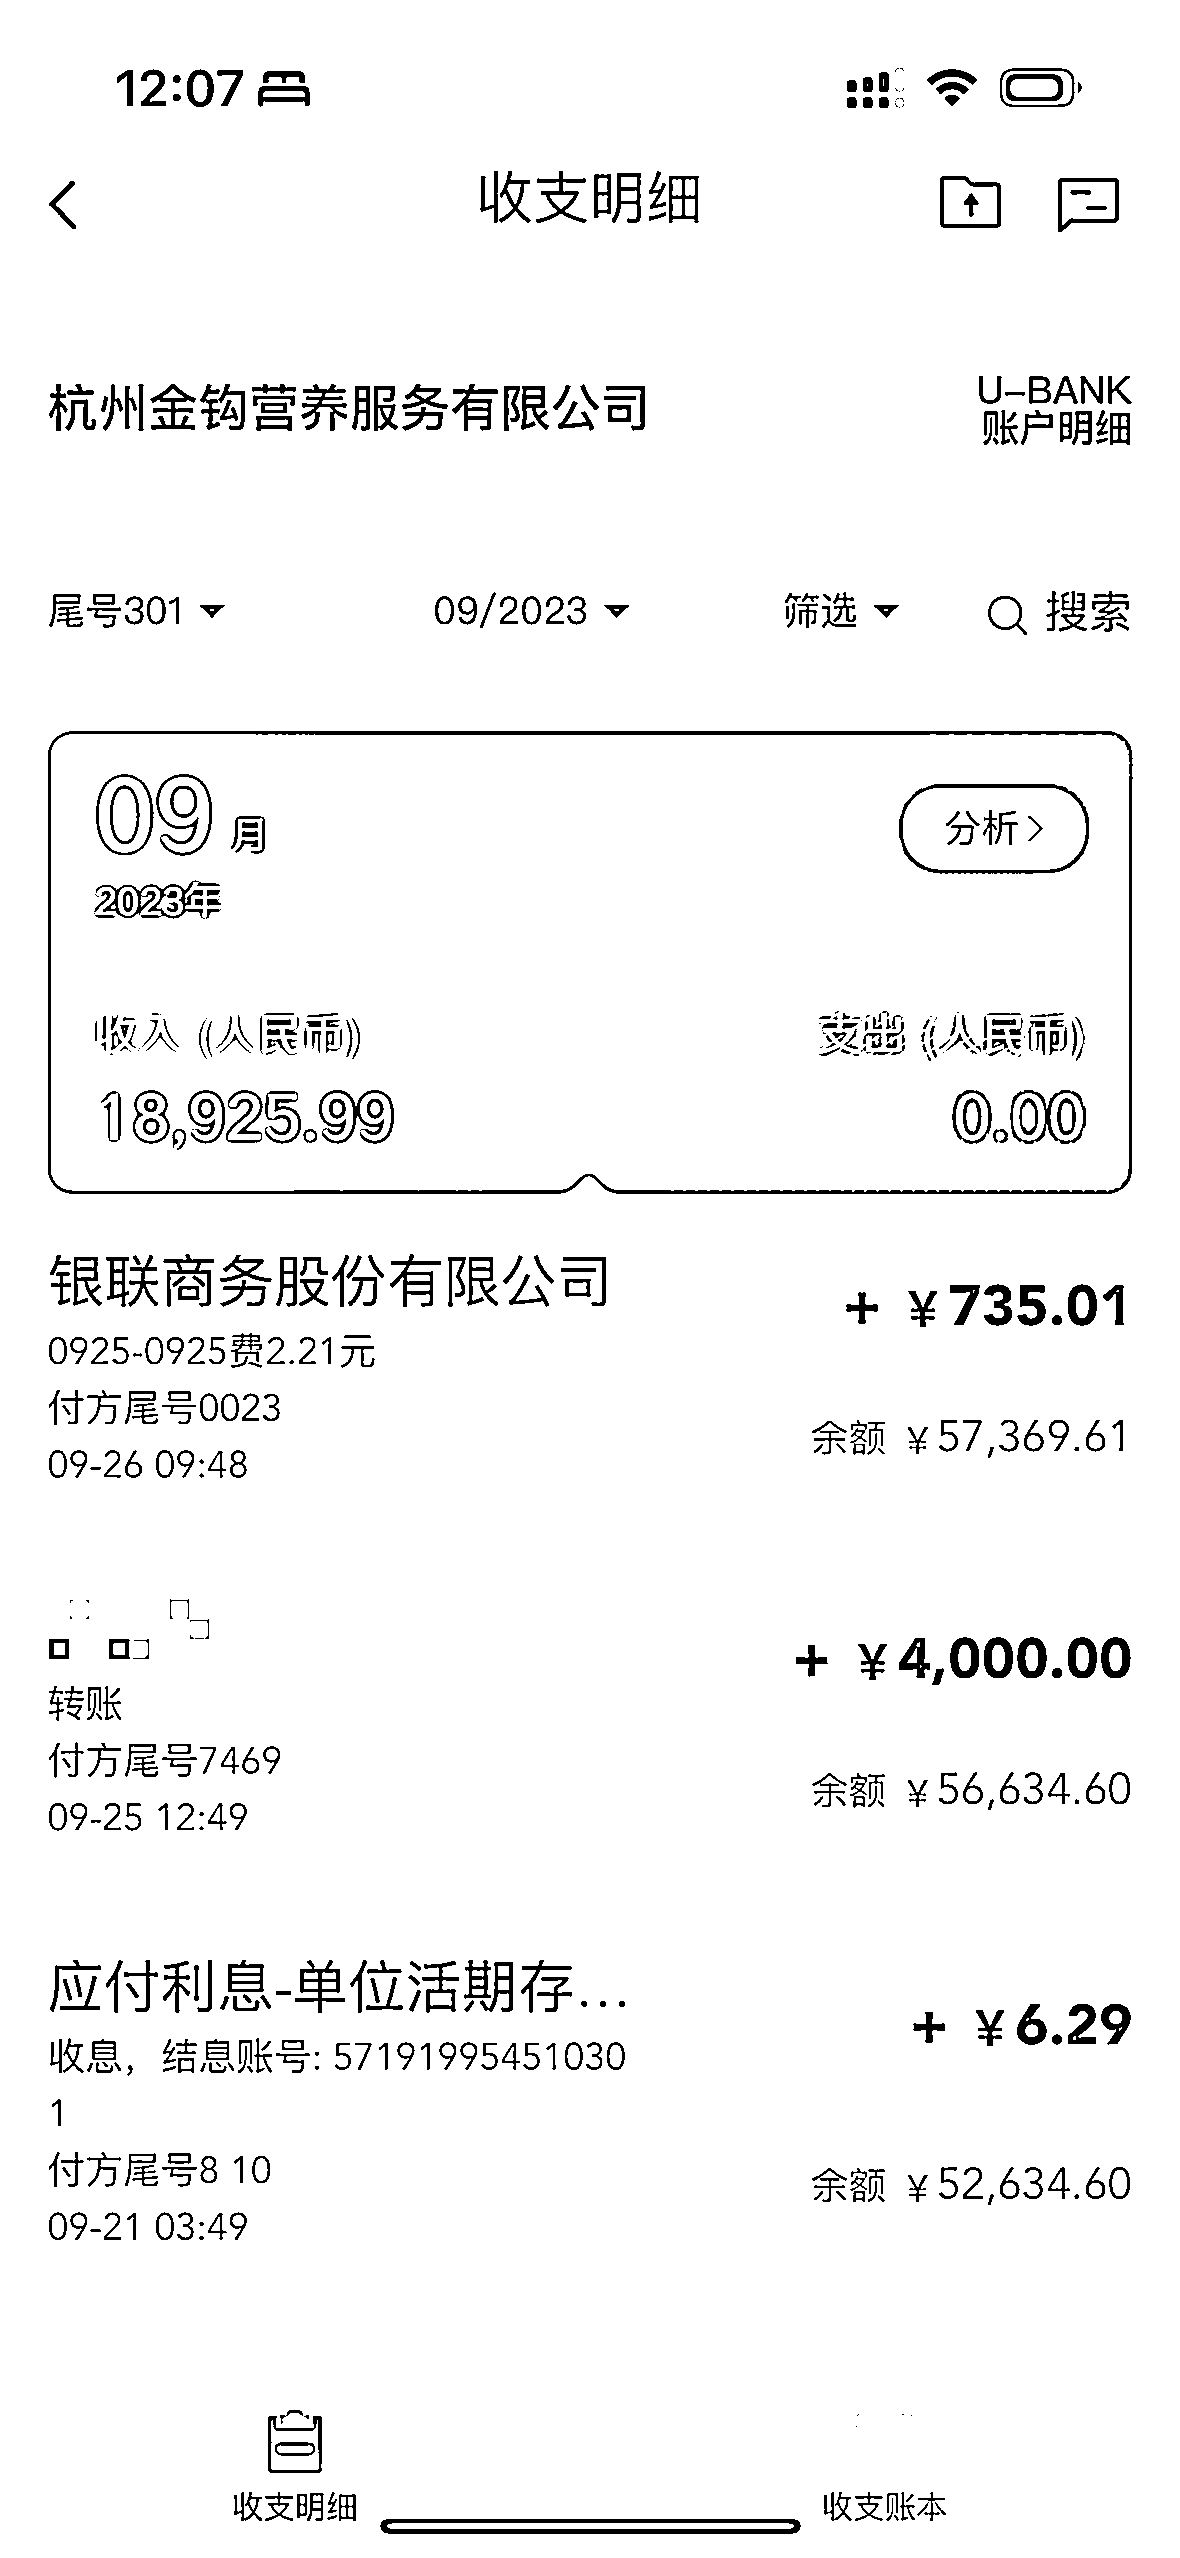 12:07
收支明细
杭州金钩营养服务有限公司
U-BANK
账户明细
尾号301
09/2023
筛选
搜索
09月
分析>
2023年
收入 (人民币)
支出 (人民币)
18,925.99
0.00
银联商务股份有限公司
+ ¥735.01
0925-0925费2.21元
付方尾号0023
余额 ¥57,369.61
09-26 09:48
+ ¥4,000.00
转账
付方尾号7469
余额 ¥56,634.60
09-25 12:49
应付利息-单位活期存...
+ ¥6.29
收息，结息账号: 57191995451030
1
付方尾号8 10
余额 ¥52,634.60
09-21 03:49
收支明细
收支账本